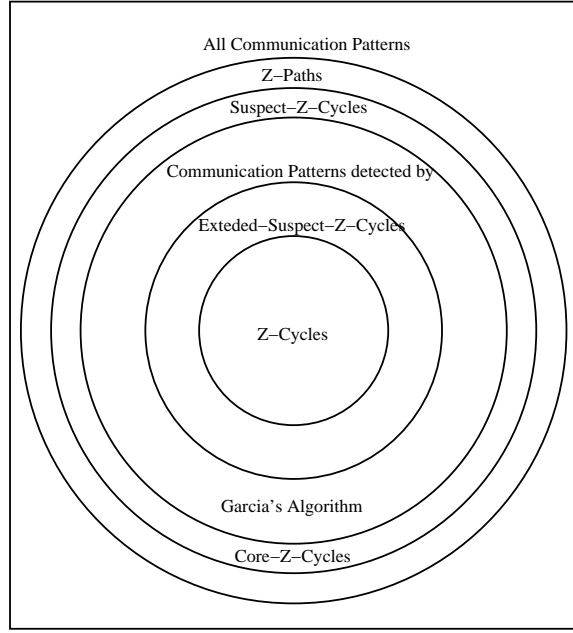 All Communication Patterns
Z−Paths
Suspect−Z−Cycles
Communication Patterns detected by
Exteded−Suspect−Z−Cycles
Z−Cycles
Garcia's Algorithm
Core−Z−Cycles